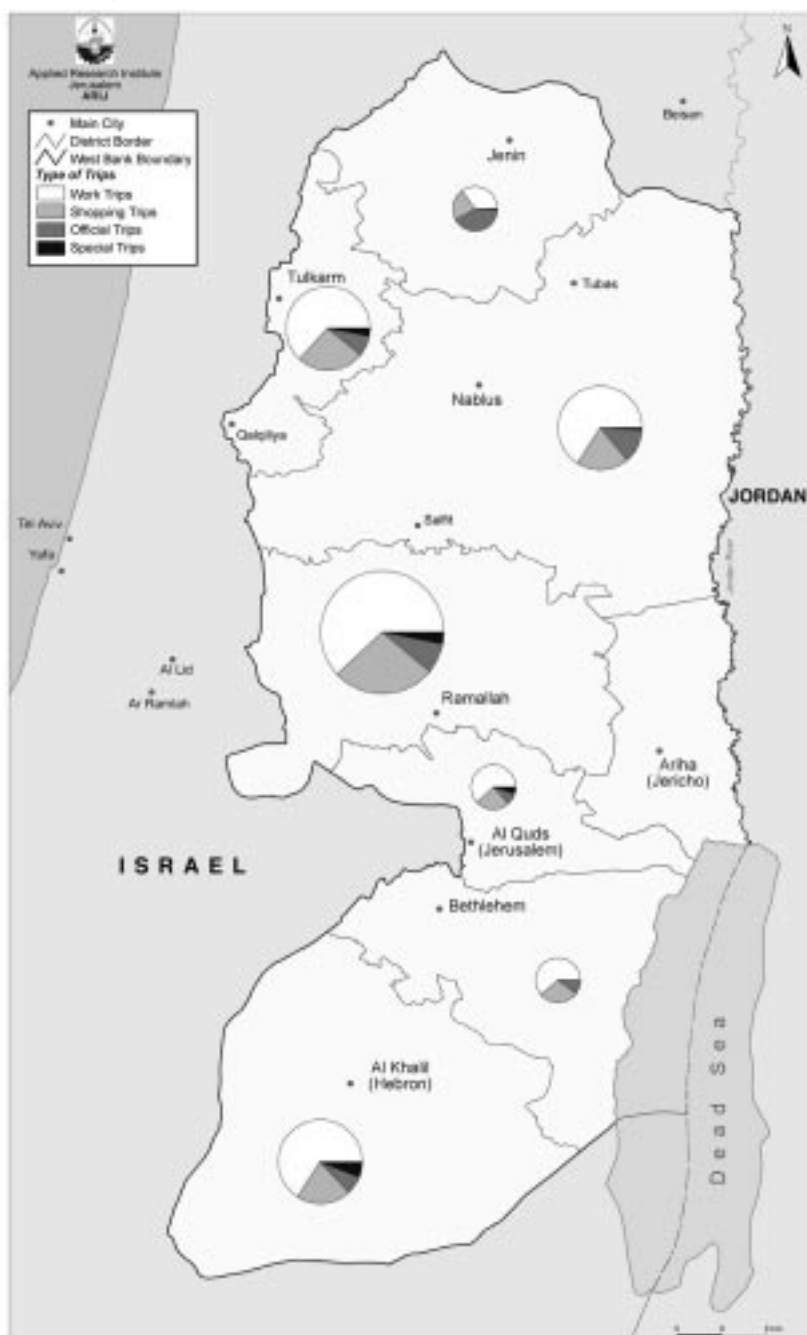 Applied Research Institute
Jerusalem
ARIJ
Main City
District Border
West Bank Boundary
Type of Trips
Work Trips
Shopping Trips
Official Trips
Special Trips
N
Beisan
Jenin
Tulkarm
Tubas
Nablus
Qalqiliya
JORDAN
Salfit
Tel Aviv
Yafa
Al Lid
Ar Ramlah
Ramallah
Ariha
(Jericho)
Al Quds
(Jerusalem)
ISRAEL
Bethlehem
Dead Sea
Al Khalil
(Hebron)